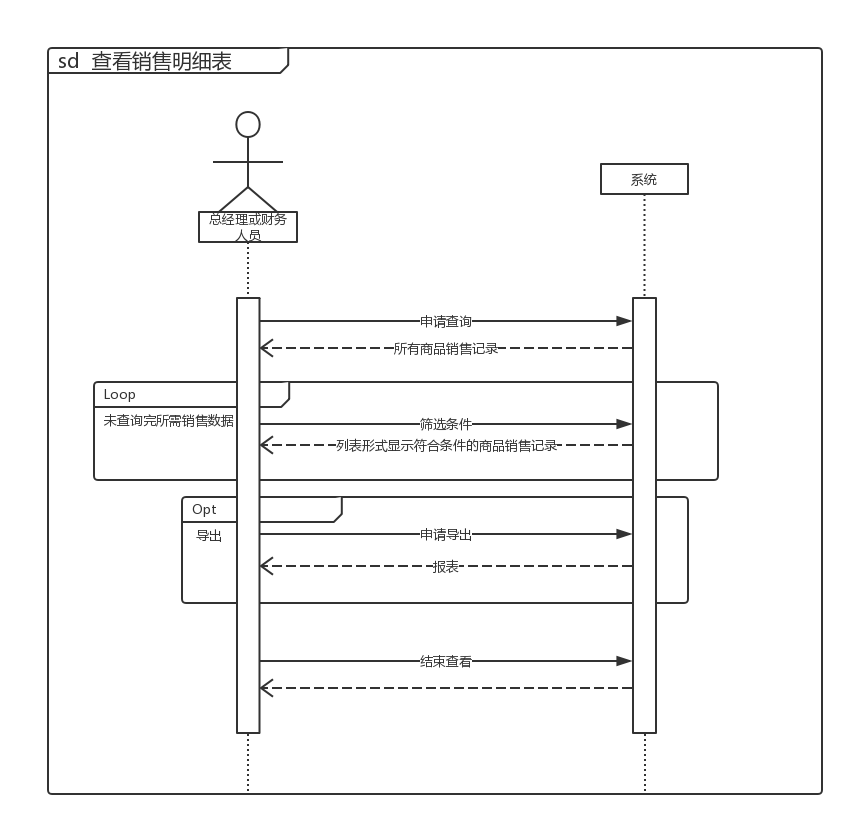 sd 查看销售明细表
系统
总经理或财务
人员
申请查询
所有商品销售记录
Loop
未查询完所需销售数据
筛选条件
列表形式显示符合条件的商品销售记录
Opt
导出
申请导出
报表
结束查看